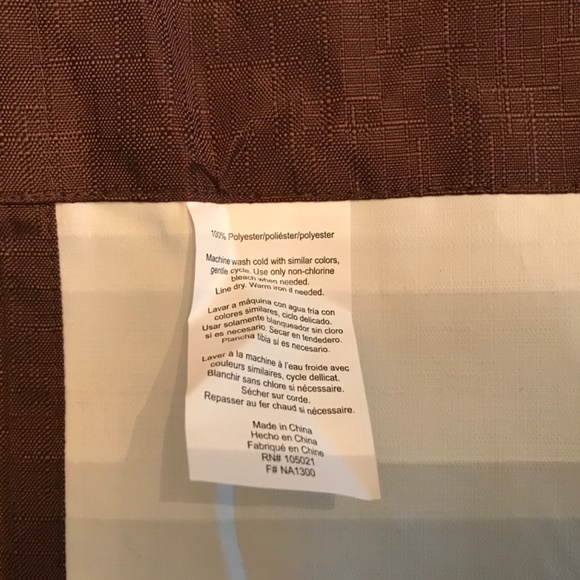 100% Polyester/poliéster/polyester
Machine wash cold with similar colors,
gentle cycle. Use only non-chlorine
bleach when needed.
Line dry. Warm iron if needed.
Lavar a máquina con agua fria con
colores similares, ciclo delicado.
Usar solamente blanqueador sin cloro
si es necesario. Secar en tendedero.
Plancha tibia si es necesario.
Laver à la machine à l'eau froide avec
couleurs similaires, cycle dellicat.
Blanchir sans chlore si nécessaire.
Sécher sur corde.
Repasser au fer chaud si nécessaire.
Made in China
Hecho en China
Fabriqué en Chine
RN# 105021
F# NA1300